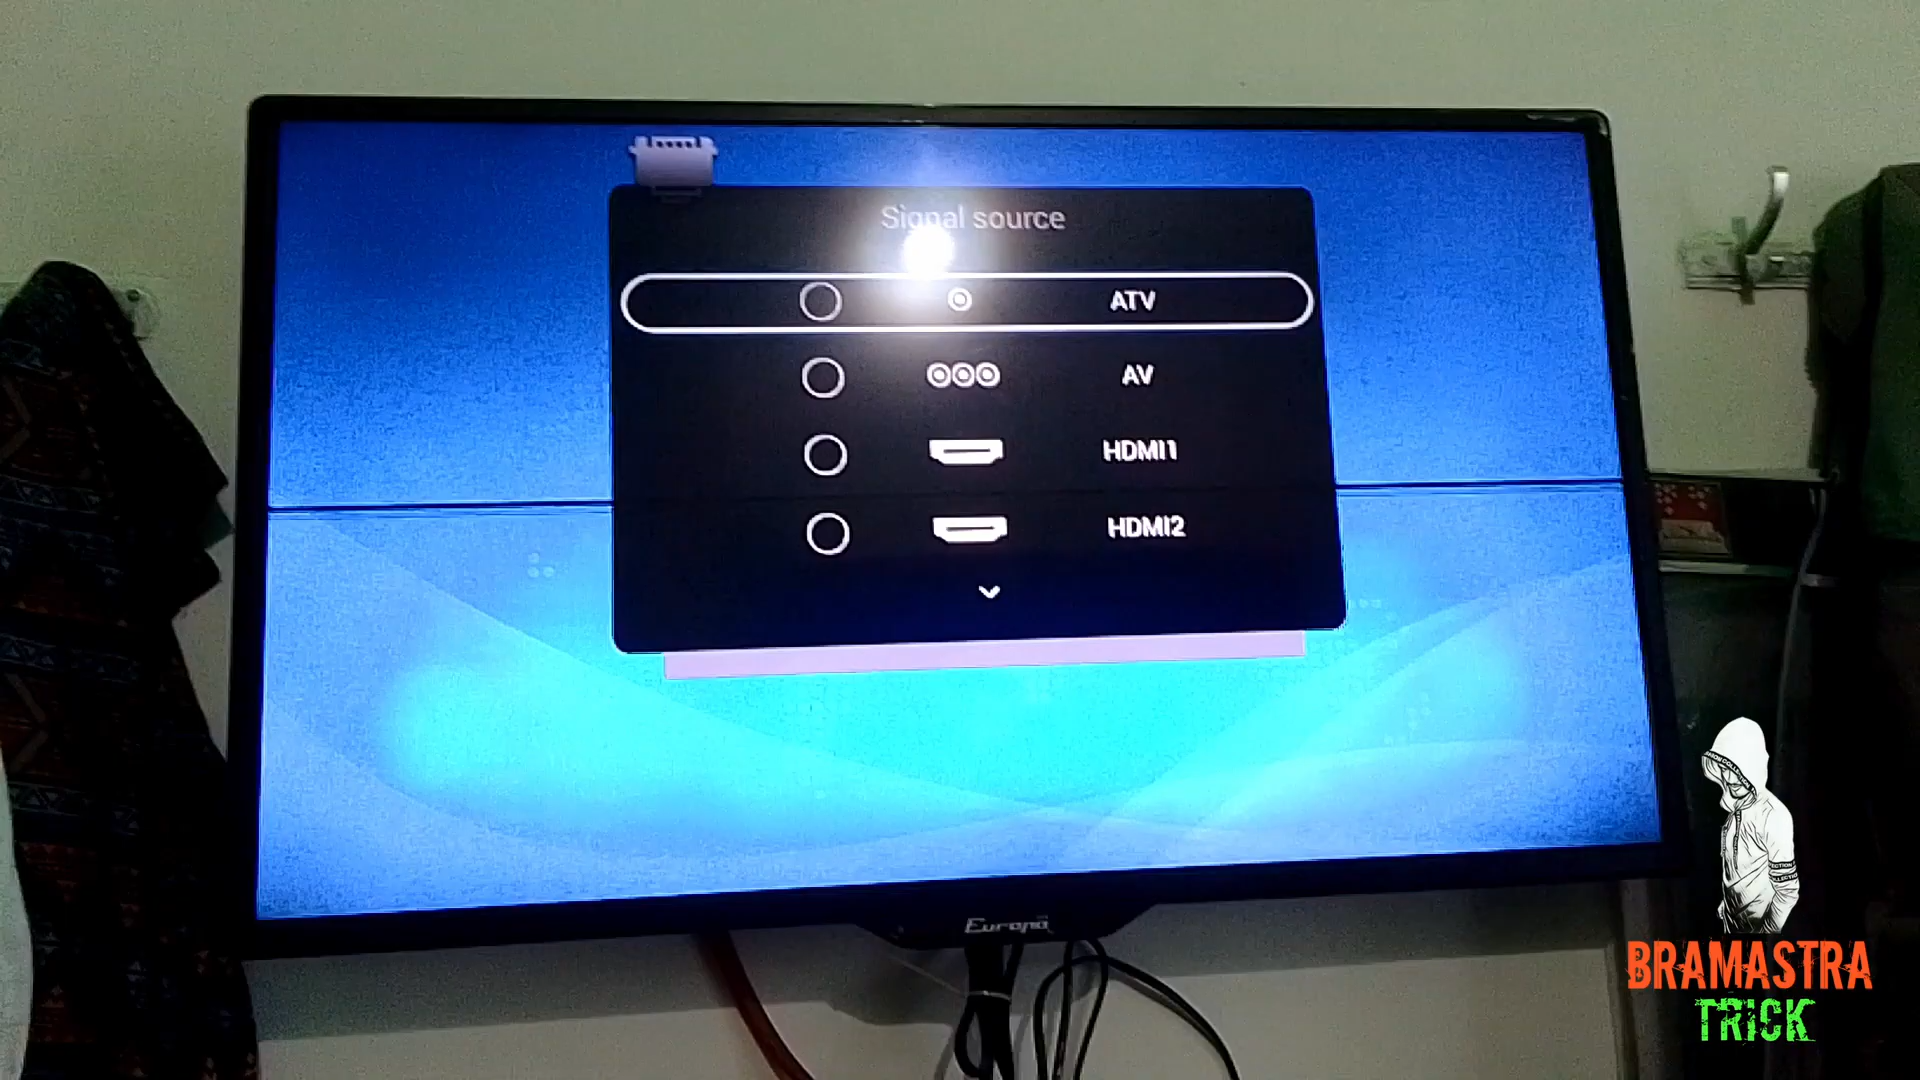 Signal source
ATV
AV
HDMI1
HDMI2
Europa
BRAMASTRA
TRICK